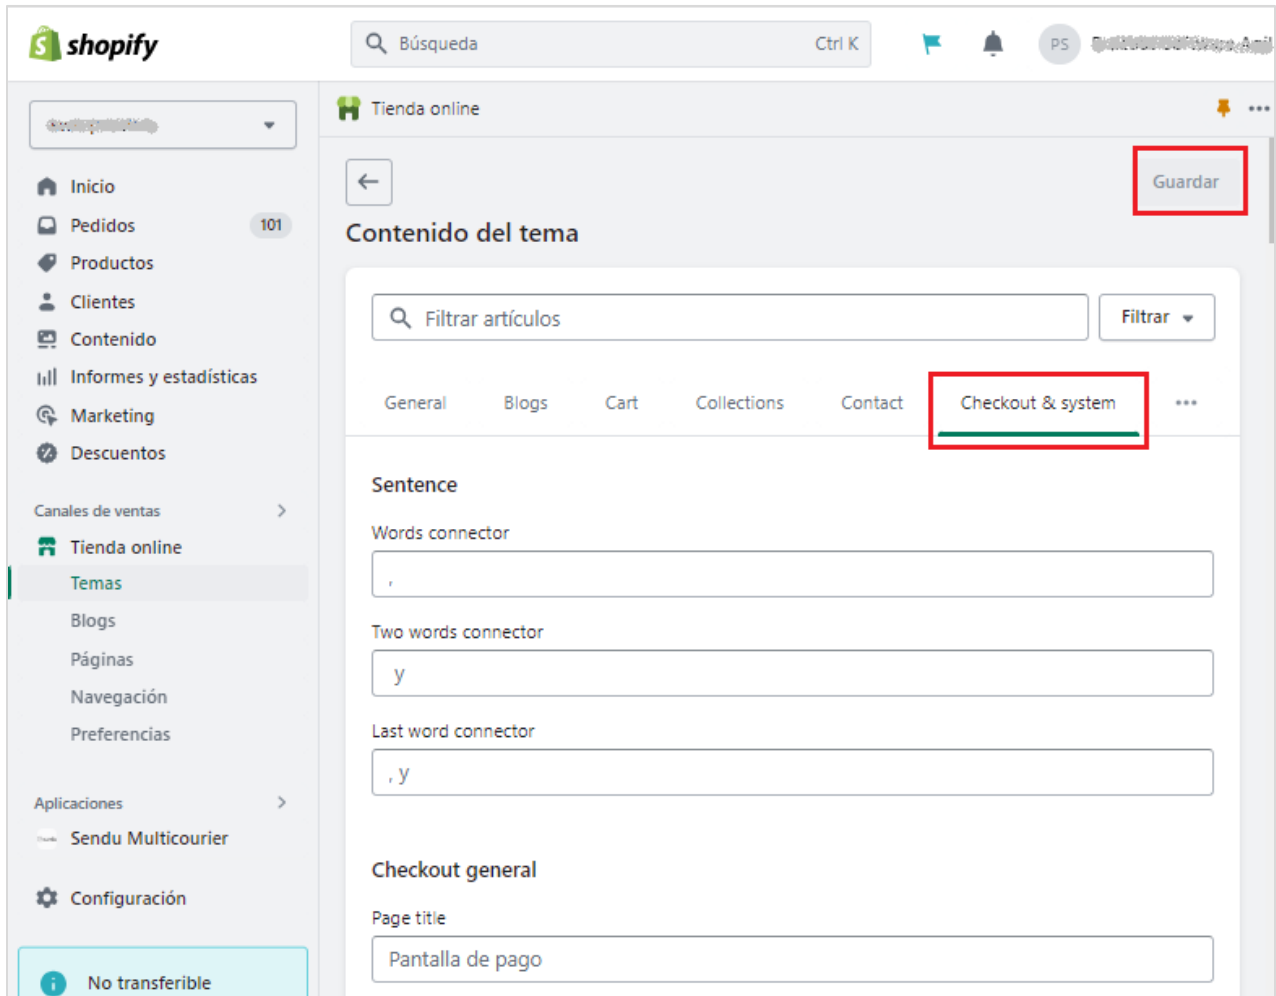 shopify
Búsqueda
Ctrl K
PS
Tienda online
Inicio
Pedidos
101
Productos
Clientes
Contenido
Informes y estadísticas
Marketing
Descuentos
Canales de ventas
Tienda online
Temas
Blogs
Páginas
Navegación
Preferencias
Aplicaciones
Sendu Multicourier
Configuración
No transferible
Guardar
Contenido del tema
Filtrar artículos
Filtrar
General
Blogs
Cart
Collections
Contact
Checkout & system
Sentence
Words connector
,
Two words connector
y
Last word connector
, y
Checkout general
Page title
Pantalla de pago